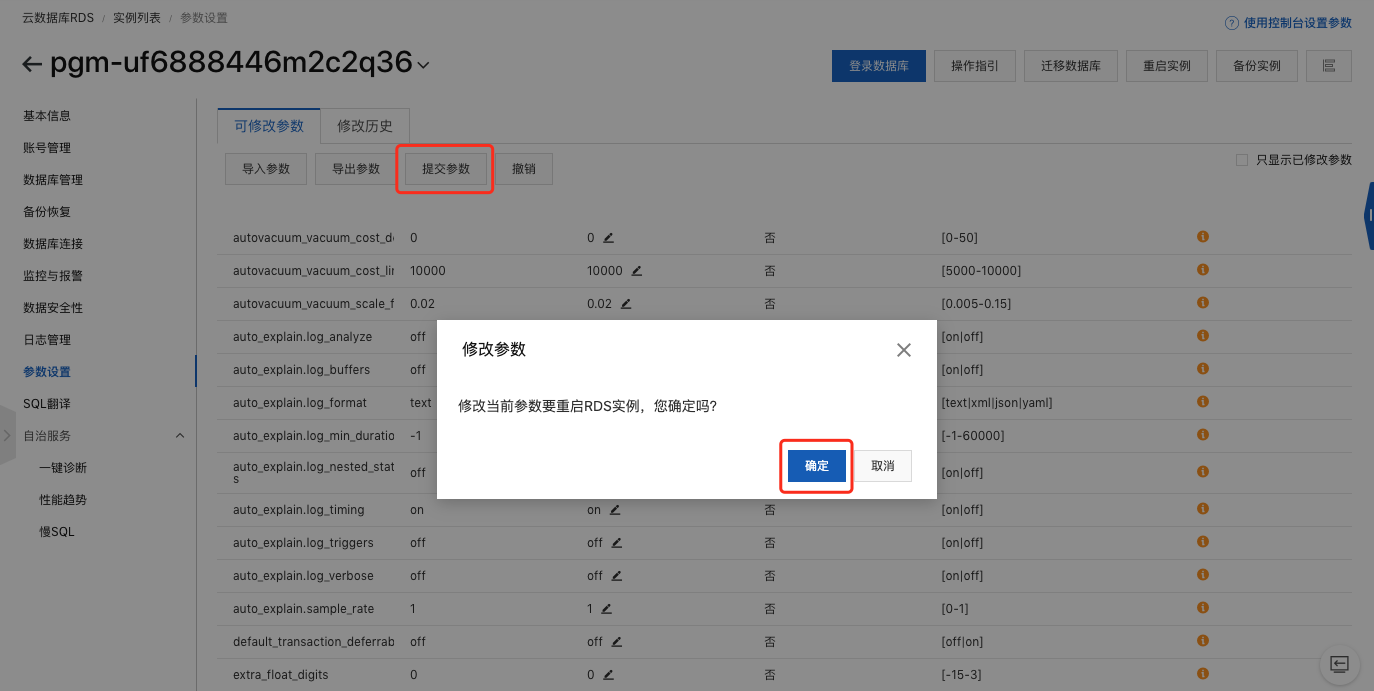 云数据库RDS / 实例列表 / 参数设置
使用控制台设置参数
pgm-uf6888446m2c2q36
登录数据库 操作指引 迁移数据库 重启实例 备份实例
基本信息
账号管理
数据库管理
备份恢复
数据库连接
监控与报警
数据安全性
日志管理
参数设置
SQL翻译
自治服务
一键诊断
性能趋势
慢SQL
可修改参数 修改历史
导入参数 导出参数 提交参数 撤销
只显示已修改参数
autovacuum_vacuum_cost_d 0 0 否 [0-50]
autovacuum_vacuum_cost_li 10000 10000 否 [5000-10000]
autovacuum_vacuum_scale_f 0.02 0.02 否 [0.005-0.15]
auto_explain.log_analyze off [on|off]
auto_explain.log_buffers off [on|off]
auto_explain.log_format text [text|xml|json|yaml]
auto_explain.log_min_duratio -1 [-1-60000]
auto_explain.log_nested_stat
s off [on|off]
auto_explain.log_timing on on 否 [on|off]
auto_explain.log_triggers off off 否 [on|off]
auto_explain.log_verbose off off 否 [on|off]
auto_explain.sample_rate 1 1 否 [0-1]
default_transaction_deferrab off off 否 [off|on]
extra_float_digits 0 0 否 [-15-3]
修改参数
修改当前参数要重启RDS实例，您确定吗?
确定 取消